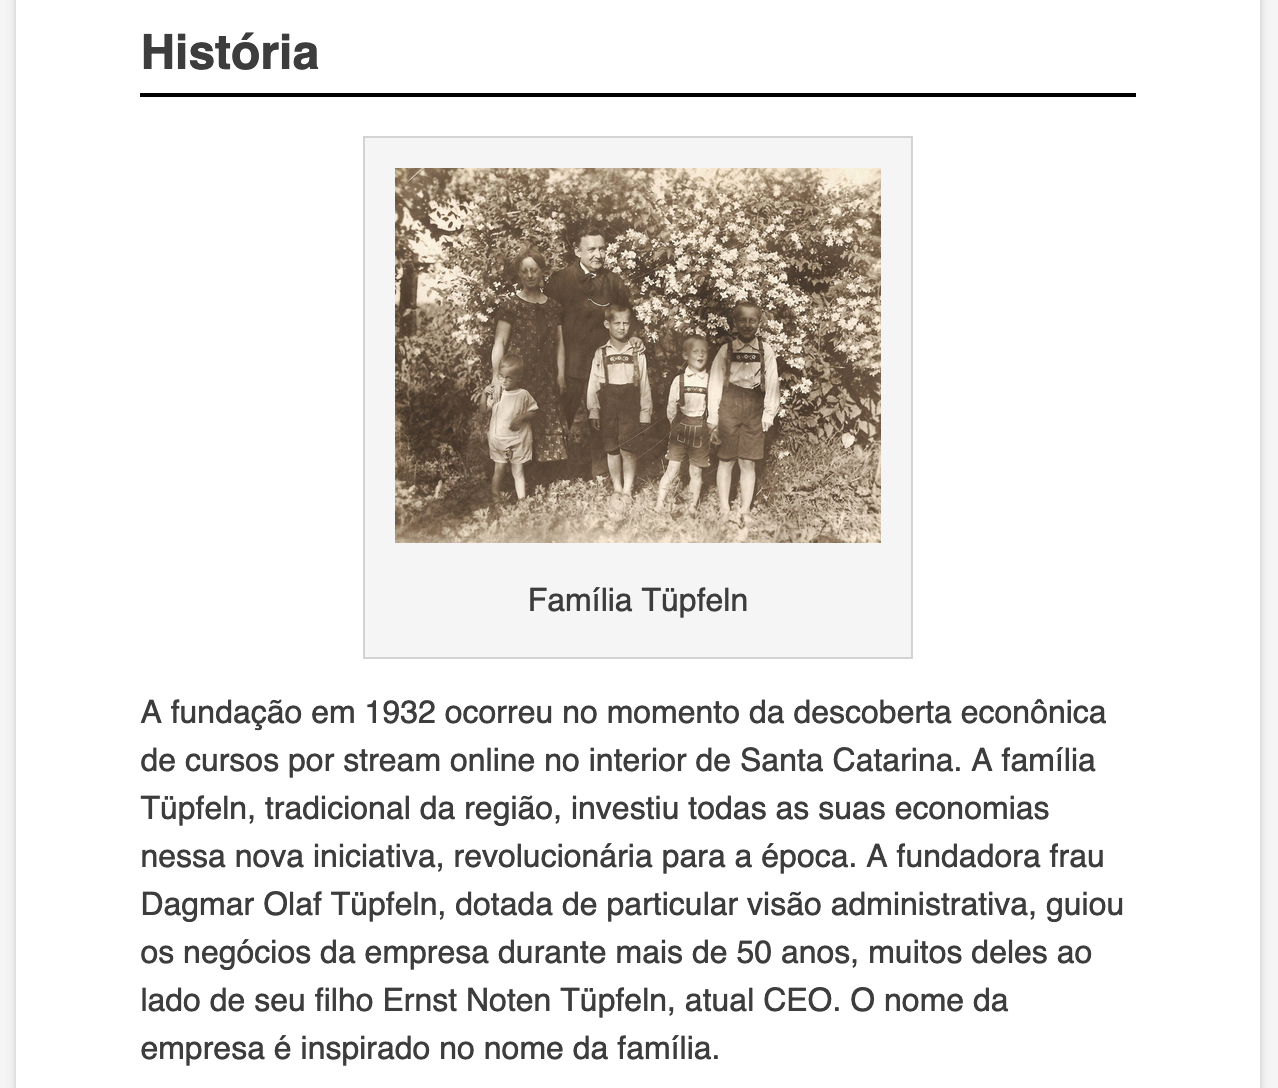 História
Família Tüpfeln
A fundação em 1932 ocorreu no momento da descoberta econônica
de cursos por stream online no interior de Santa Catarina. A família
Tüpfeln, tradicional da região, investiu todas as suas economias
nessa nova iniciativa, revolucionária para a época. A fundadora frau
Dagmar Olaf Tüpfeln, dotada de particular visão administrativa, guiou
os negócios da empresa durante mais de 50 anos, muitos deles ao
lado de seu filho Ernst Noten Tüpfeln, atual CEO. O nome da
empresa é inspirado no nome da família.